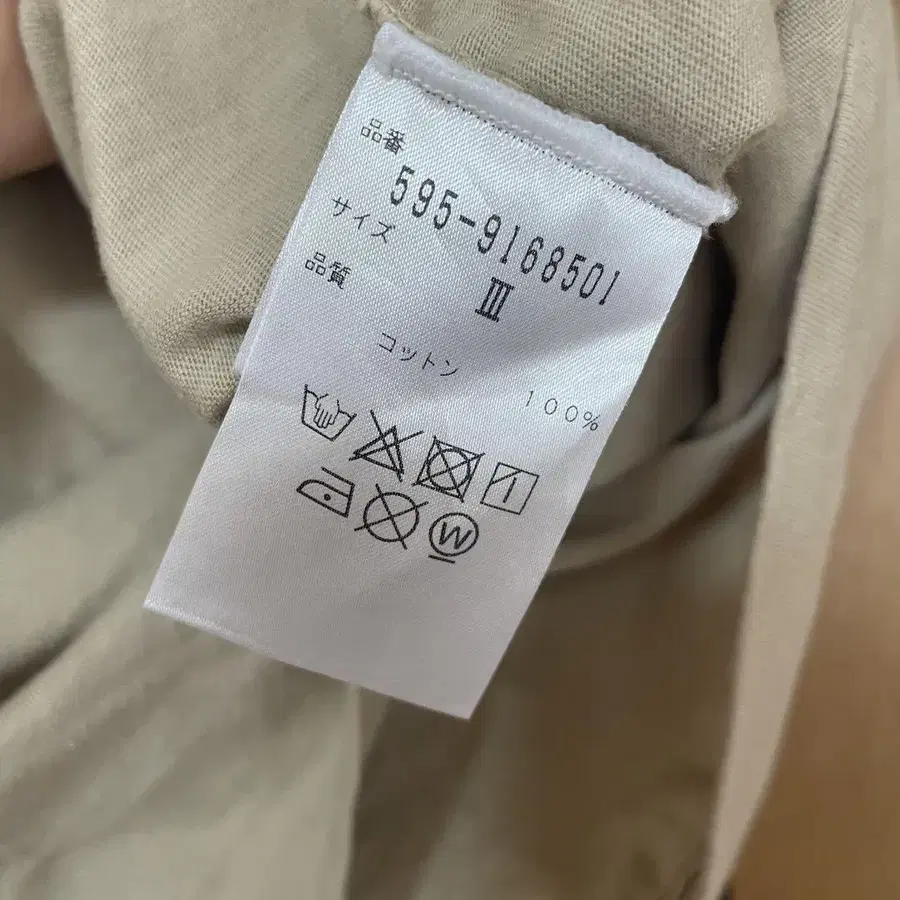 品番
595-9168501
サイズ III
品質
コットン 100%
W